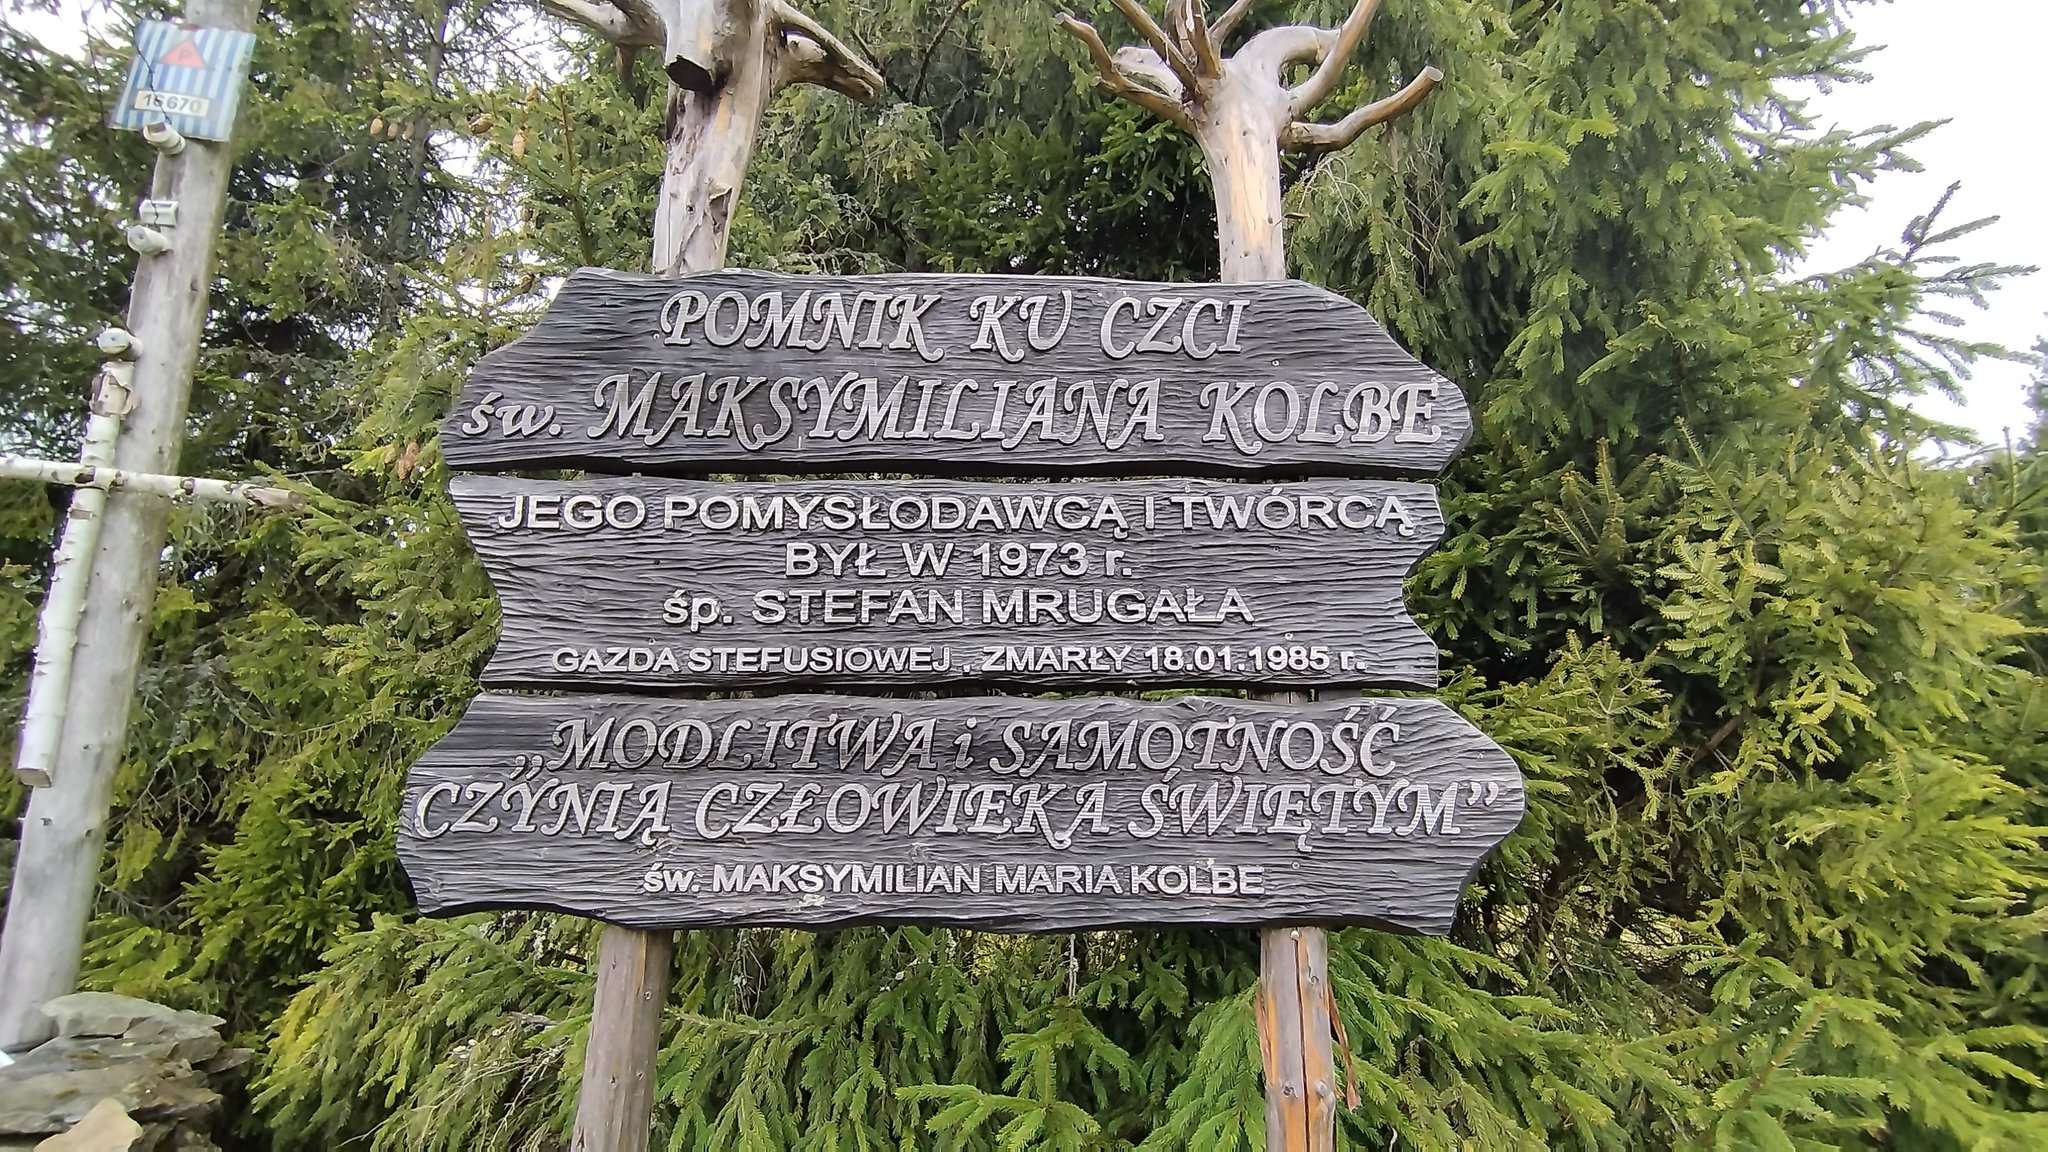 P
16670
POMNIK KU CZCI
św. MAKSYMILIANA KOLBE
JEGO POMYSŁODAWCĄ I TWÓRCĄ
BYŁ W 1973 r.
śp. STEFAN MRUGAŁA
GAZDA STEFUSIOWEJ, ZMARŁY 18.01.1985 r.
„MODLITWA i SAMOTNOŚĆ
CZYNIĄ CZŁOWIEKA ŚWIĘTYM”
św. MAKSYMILIAN MARIA KOLBE